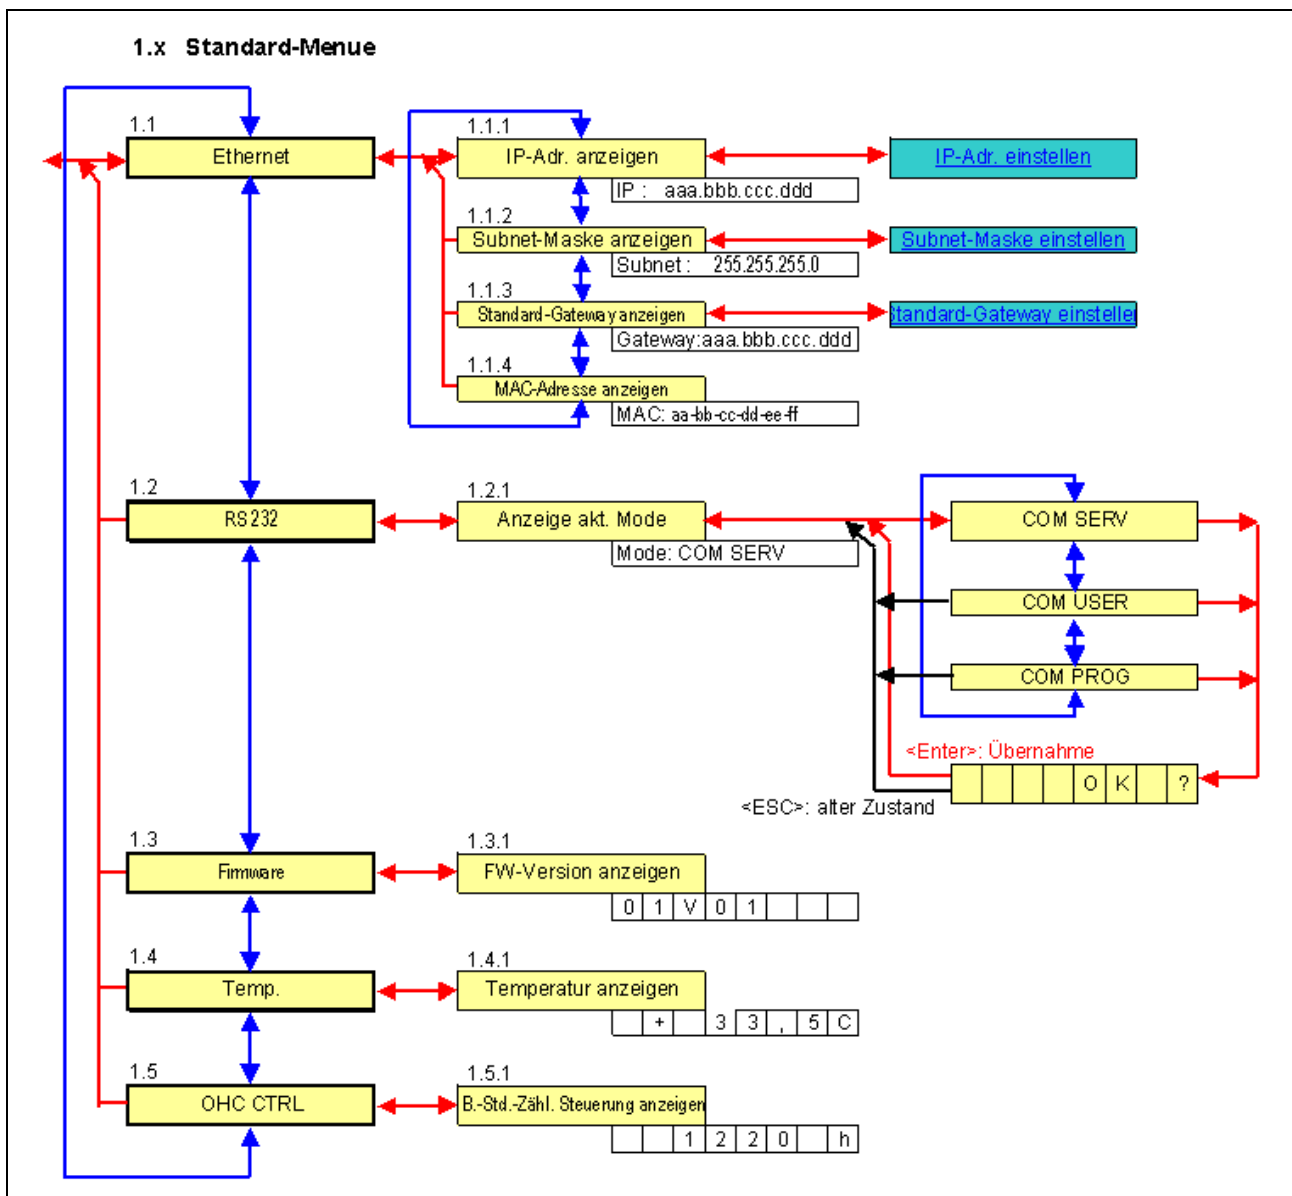 1.x Standard-Menue
1.1
Ethernet
1.1.1
IP-Adr. anzeigen
IP-Adr. einstellen
IP : aaa.bbb.ccc.ddd
1.1.2
Subnet-Maske anzeigen
Subnet-Maske einstellen
Subnet : 255.255.255.0
1.1.3
Standard-Gateway anzeigen
Standard-Gateway einstellen
Gateway:aaa.bbb.ccc.ddd
1.1.4
MAC-Adresse anzeigen
MAC: aa-bb-cc-dd-ee-ff
1.2
RS232
1.2.1
Anzeige akt. Mode
Mode: COM SERV
COM SERV
COM USER
COM PROG
<Enter>: Übernahme
O K ?
<ESC>: alter Zustand
1.3
Firmware
1.3.1
FW-Version anzeigen
0 1 V 0 1
1.4
Temp.
1.4.1
Temperatur anzeigen
+ 3 3 , 5 C
1.5
OHC CTRL
1.5.1
B.-Std.-Zähl. Steuerung anzeigen
1 2 2 0 h